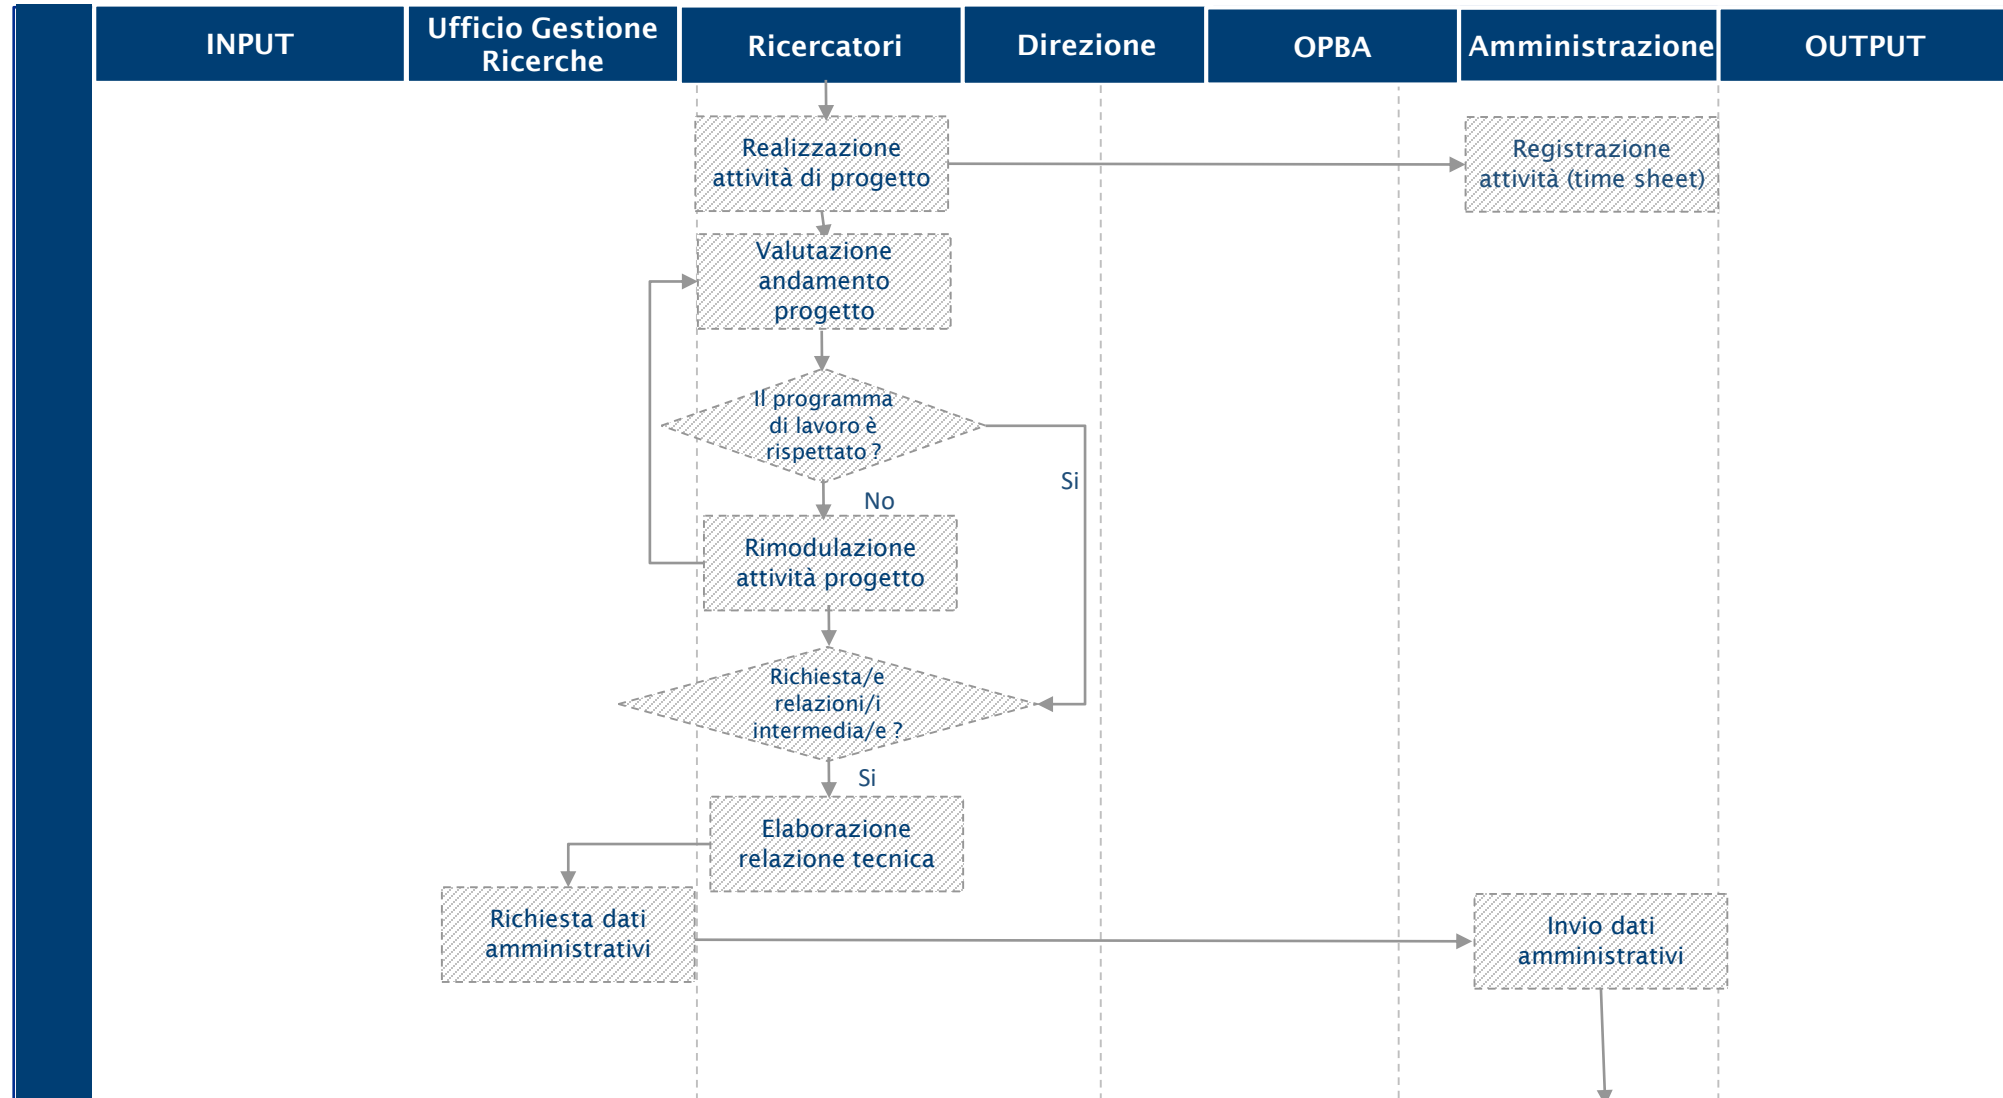 INPUT
Ufficio Gestione
Ricerche
Ricercatori
Direzione
OPBA
Amministrazione
OUTPUT
Realizzazione
attività di progetto
Registrazione
attività (time sheet)
Valutazione
andamento
progetto
Il programma
di lavoro è
rispettato ?
Si
No
Rimodulazione
attività progetto
Richiesta/e
relazioni/i
intermedia/e ?
Si
Elaborazione
relazione tecnica
Richiesta dati
amministrativi
Invio dati
amministrativi